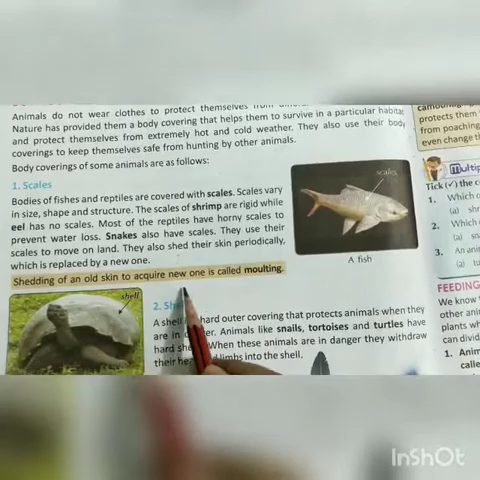 Animals do not wear clothes to protect themselves from
Nature has provided them a body covering that helps them to survive in a particular habitat
and protect themselves from extremely hot and cold weather. They also use their body
coverings to keep themselves safe from hunting by other animals.
Body coverings of some animals are as follows:
1. Scales
Bodies of fishes and reptiles are covered with scales. Scales vary
in size, shape and structure. The scales of shrimp are rigid while
eel has no scales. Most of the reptiles have horny scales to
prevent water loss. Snakes also have scales. They use their
scales to move on land. They also shed their skin periodically,
which is replaced by a new one.
Shedding of an old skin to acquire new one is called moulting.
scales
A fish
shell
2.
A shell hard outer covering that protects animals when they
are in Animals like snails, tortoises and turtles have
hard When these animals are in danger they withdraw
their limbs into the shell.
protects them
from poaching
even change th
Tick (✓) the c
1. Which o
(a) shr
2. Which
(a) sna
3. An ani
(a) tu
FEEDING
We know
other anir
plants wh
can divid
1. Anim
calle
InShOt